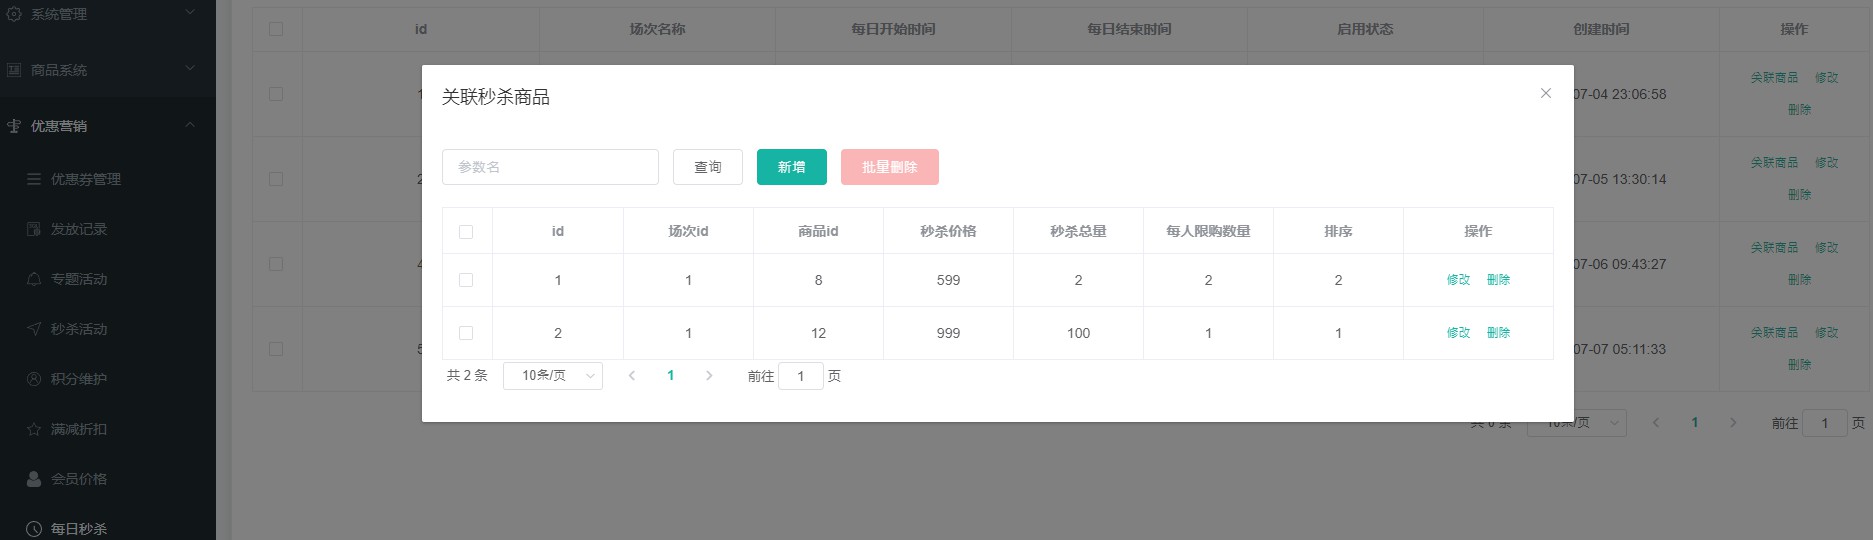 系统管理
商品系统
优惠营销
优惠券管理
发放记录
专题活动
秒杀活动
积分维护
满减折扣
会员价格
每日秒杀
id 场次名称 每日开始时间 每日结束时间 启用状态 创建时间 操作
07-04 23:06:58 关联商品 修改
删除
07-05 13:30:14 关联商品 修改
删除
07-06 09:43:27 关联商品 修改
删除
07-07 05:11:33 关联商品 修改
删除
10条/页 1 前往 1 页
关联秒杀商品
参数名 查询 新增 批量删除
id 场次id 商品id 秒杀价格 秒杀总量 每人限购数量 排序 操作
1 1 8 599 2 2 2 修改 删除
2 1 12 999 100 1 1 修改 删除
共 2 条 10条/页 1 前往 1 页